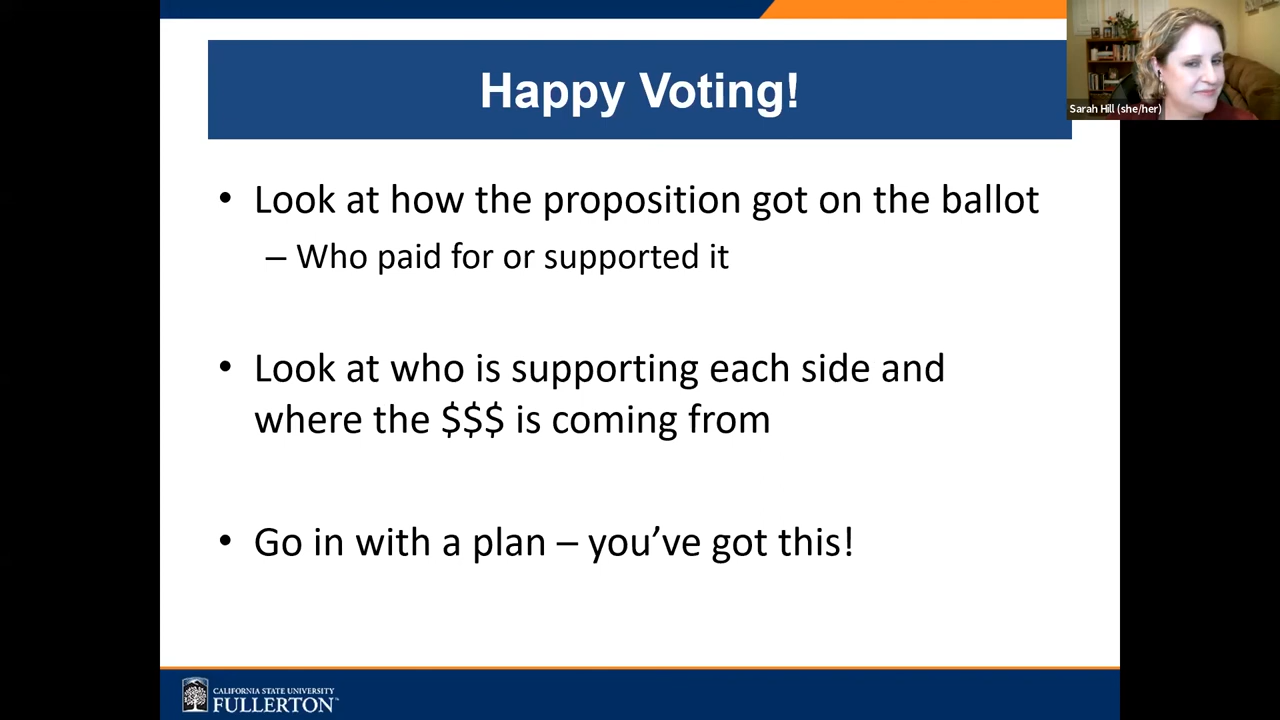 Happy Voting!
Sarah Hill (she/her)
• Look at how the proposition got on the ballot
– Who paid for or supported it
• Look at who is supporting each side and
where the $$$ is coming from
• Go in with a plan – you’ve got this!
CALIFORNIA STATE UNIVERSITY
FULLERTON™